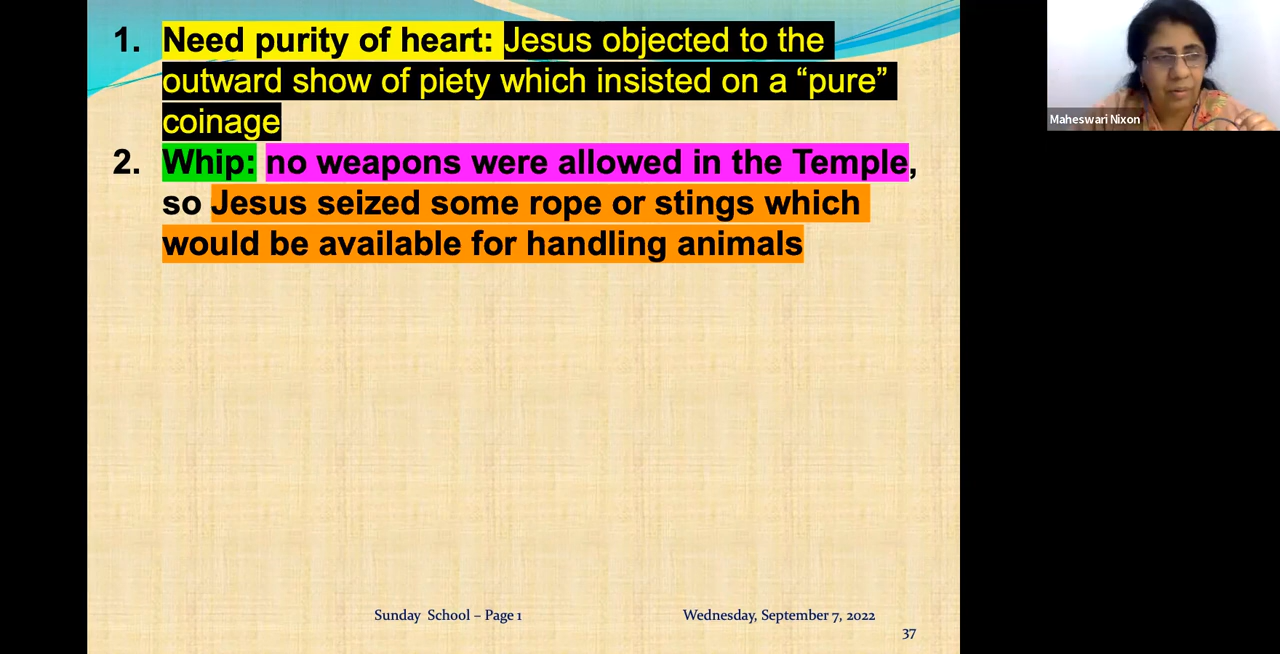 1. Need purity of heart: Jesus objected to the
outward show of piety which insisted on a “pure”
coinage
2. Whip: no weapons were allowed in the Temple,
so Jesus seized some rope or stings which
would be available for handling animals
Maheswari Nixon
Sunday School – Page 1
Wednesday, September 7, 2022
37